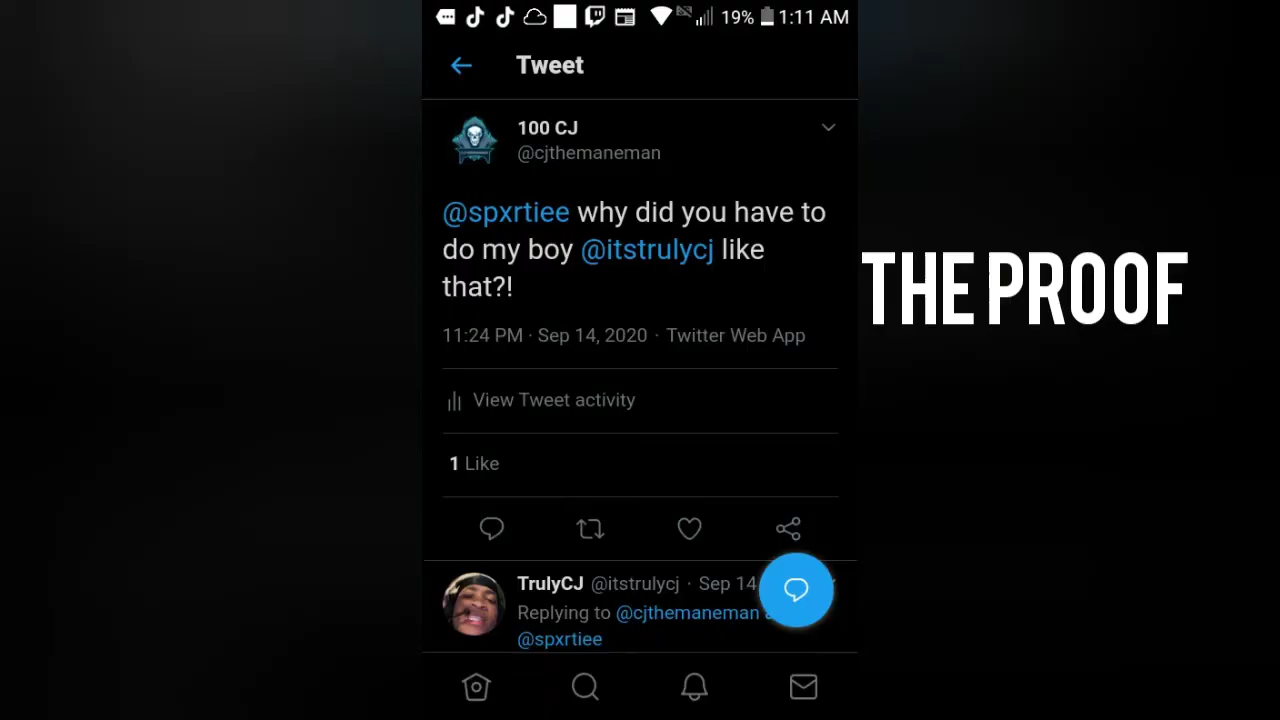 19% 1:11 AM
Tweet
100 CJ
@cjthemaneman
@spxrtiee why did you have to
do my boy @itstrulycj like
that?!
THE PROOF
11:24 PM · Sep 14, 2020 · Twitter Web App
View Tweet activity
1 Like
TrulyCJ @itstrulycj · Sep 14
Replying to @cjthemaneman
@spxrtiee